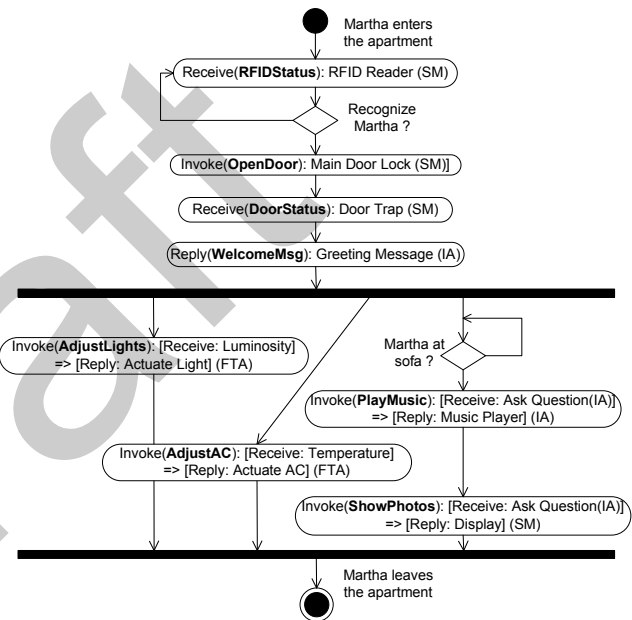 Martha enters
the apartment
Receive(RFIDStatus): RFID Reader (SM)
Recognize
Martha ?
Invoke(OpenDoor): Main Door Lock (SM)]
Receive(DoorStatus): Door Trap (SM)
Reply(WelcomeMsg): Greeting Message (IA)
Invoke(AdjustLights): [Receive: Luminosity]
=> [Reply: Actuate Light] (FTA)
Martha at
sofa ?
Invoke(PlayMusic): [Receive: Ask Question(IA)]
=> [Reply: Music Player] (IA)
Invoke(AdjustAC): [Receive: Temperature]
=> [Reply: Actuate AC] (FTA)
Invoke(ShowPhotos): [Receive: Ask Question(IA)]
=> [Reply: Display] (SM)
Martha leaves
the apartment